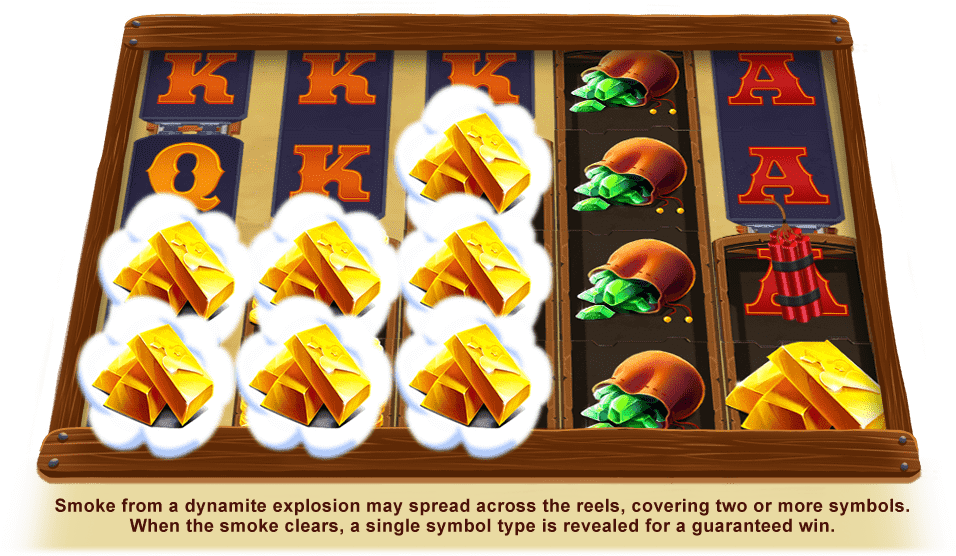 K K K A
Q K A
A
Smoke from a dynamite explosion may spread across the reels, covering two or more symbols.
When the smoke clears, a single symbol type is revealed for a guaranteed win.